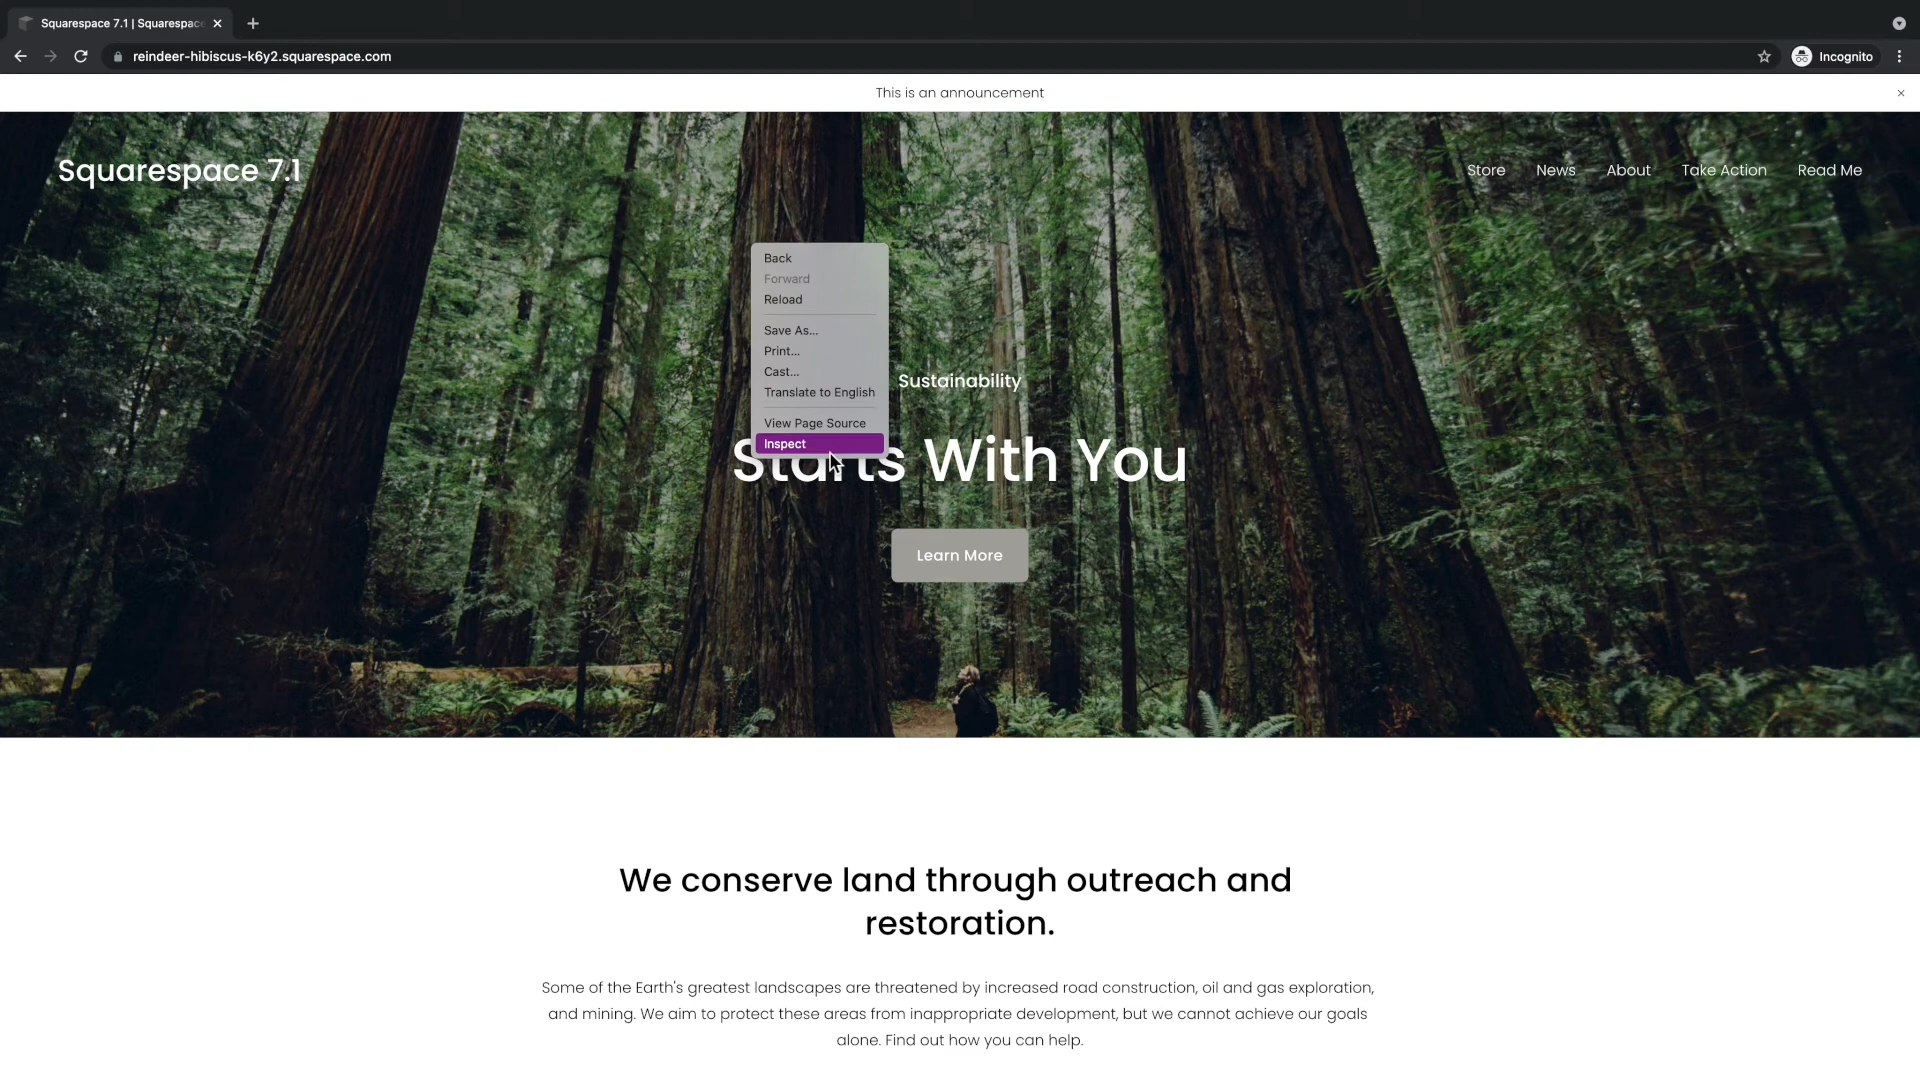 Squarespace 7.1 | Squarespac
reindeer-hibiscus-k6y2.squarespace.com
Incognito
This is an announcement
Squarespace 7.1
Store
News
About
Take Action
Read Me
Back
Forward
Reload
Save As...
Print...
Cast...
Translate to English
View Page Source
Inspect
Sustainability
Starts With You
Learn More
We conserve land through outreach and
restoration.
Some of the Earth's greatest landscapes are threatened by increased road construction, oil and gas exploration,
and mining. We aim to protect these areas from inappropriate development, but we cannot achieve our goals
alone. Find out how you can help.